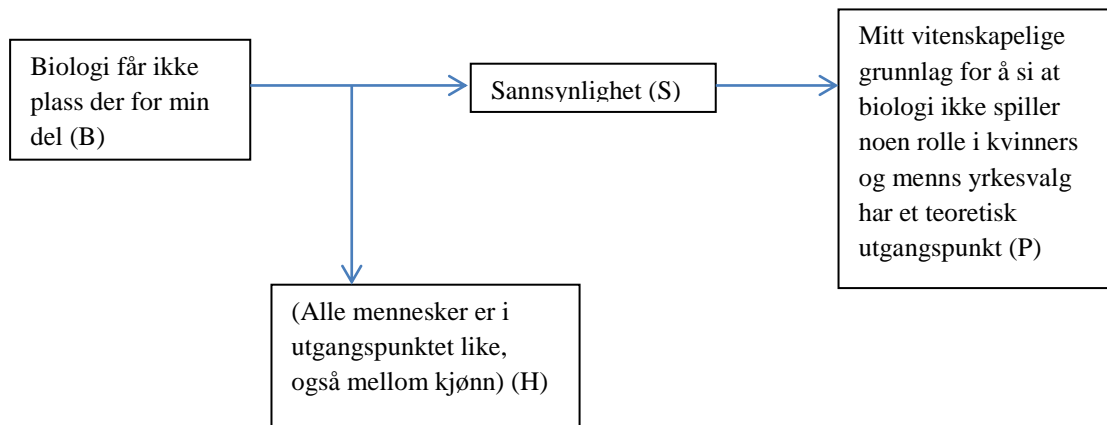 Biologi får ikke
plass der for min
del (B)
Sannsynlighet (S)
Mitt vitenskapelige
grunnlag for å si at
biologi ikke spiller
noen rolle i kvinners
og menns yrkesvalg
har et teoretisk
utgangspunkt (P)
(Alle mennesker er i
utgangspunktet like,
også mellom kjønn) (H)